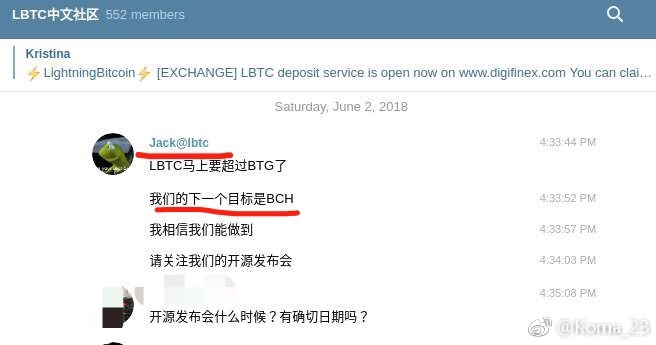 LBTC中文社区 552 members
Kristina
⚡LightningBitcoin⚡ [EXCHANGE] LBTC deposit service is open now on www.digifinex.com You can clai…
Saturday, June 2, 2018
Jack@lbtc 4:33:44 PM
LBTC马上要超过BTG了
我们的下一个目标是BCH 4:33:52 PM
我相信我们能做到 4:33:57 PM
请关注我们的开源发布会 4:34:03 PM
4:35:08 PM
开源发布会什么时候？有确切日期吗？
@Koma_23